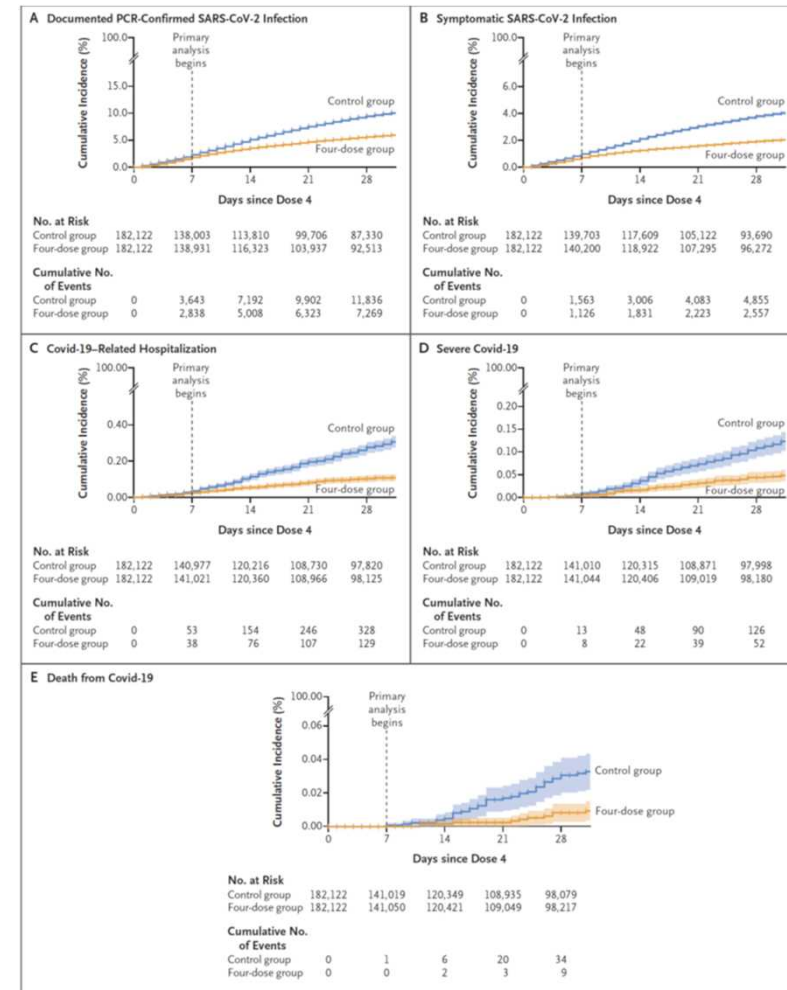 A Documented PCR-Confirmed SARS-CoV-2 Infection
Cumulative Incidence (%)
100.0
15.0
10.0
5.0
0.0
Primary
analysis
begins
Control group
Four-dose group
0 7 14 21 28
Days since Dose 4
No. at Risk
Control group 182,122 138,003 113,810 99,706 87,330
Four-dose group 182,122 138,931 116,323 103,937 92,513
Cumulative No.
of Events
Control group 0 3,643 7,192 9,902 11,836
Four-dose group 0 2,838 5,008 6,323 7,269
B Symptomatic SARS-CoV-2 Infection
Cumulative Incidence (%)
100.0
6.0
4.0
2.0
0.0
Primary
analysis
begins
Control group
Four-dose group
0 7 14 21 28
Days since Dose 4
No. at Risk
Control group 182,122 139,703 117,609 105,122 93,690
Four-dose group 182,122 140,200 118,922 107,295 96,272
Cumulative No.
of Events
Control group 0 1,563 3,006 4,083 4,855
Four-dose group 0 1,126 1,831 2,223 2,557
C Covid-19–Related Hospitalization
Cumulative Incidence (%)
100.00
0.40
0.20
0.00
Primary
analysis
begins
Control group
Four-dose group
0 7 14 21 28
Days since Dose 4
No. at Risk
Control group 182,122 140,977 120,216 108,730 97,820
Four-dose group 182,122 141,021 120,360 108,966 98,125
Cumulative No.
of Events
Control group 0 53 154 246 328
Four-dose group 0 38 76 107 129
D Severe Covid-19
Cumulative Incidence (%)
100.00
0.20
0.15
0.10
0.05
0.00
Primary
analysis
begins
Control group
Four-dose group
0 7 14 21 28
Days since Dose 4
No. at Risk
Control group 182,122 141,010 120,315 108,871 97,998
Four-dose group 182,122 141,044 120,406 109,019 98,180
Cumulative No.
of Events
Control group 0 13 48 90 126
Four-dose group 0 8 22 39 52
E Death from Covid-19
Cumulative Incidence (%)
100.00
0.06
0.04
0.02
0.00
Primary
analysis
begins
Control group
Four-dose group
0 7 14 21 28
Days since Dose 4
No. at Risk
Control group 182,122 141,019 120,349 108,935 98,079
Four-dose group 182,122 141,050 120,421 109,049 98,217
Cumulative No.
of Events
Control group 0 1 6 20 34
Four-dose group 0 0 2 3 9